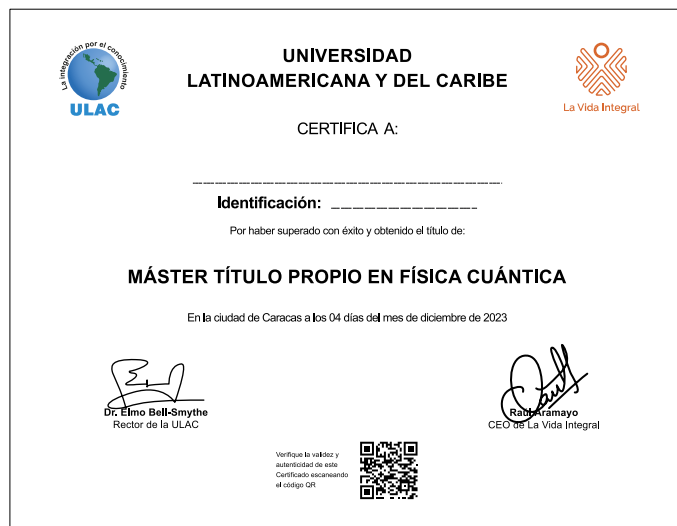 La integración por el conocimiento
ULAC
UNIVERSIDAD
LATINOAMERICANA Y DEL CARIBE
La Vida Integral
CERTIFICA A:
Identificación:
Por haber superado con éxito y obtenido el título de:
MÁSTER TÍTULO PROPIO EN FÍSICA CUÁNTICA
En la ciudad de Caracas a los 04 días del mes de diciembre de 2023
Dr. Elmo Bell-Smythe
Rector de la ULAC
Raúl Aramayo
CEO de La Vida Integral
Verifique la validez y
autenticidad de este
Certificado escaneando
el código QR